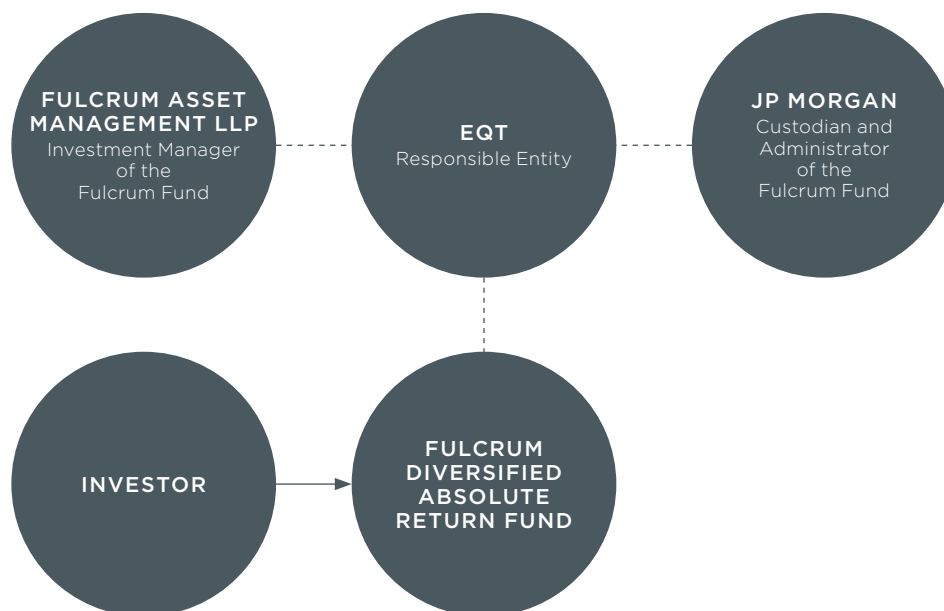 FULCRUM ASSET
MANAGEMENT LLP
Investment Manager
of the
Fulcrum Fund
EQT
Responsible Entity
JP MORGAN
Custodian and
Administrator
of the
Fulcrum Fund
INVESTOR
FULCRUM
DIVERSIFIED
ABSOLUTE
RETURN FUND